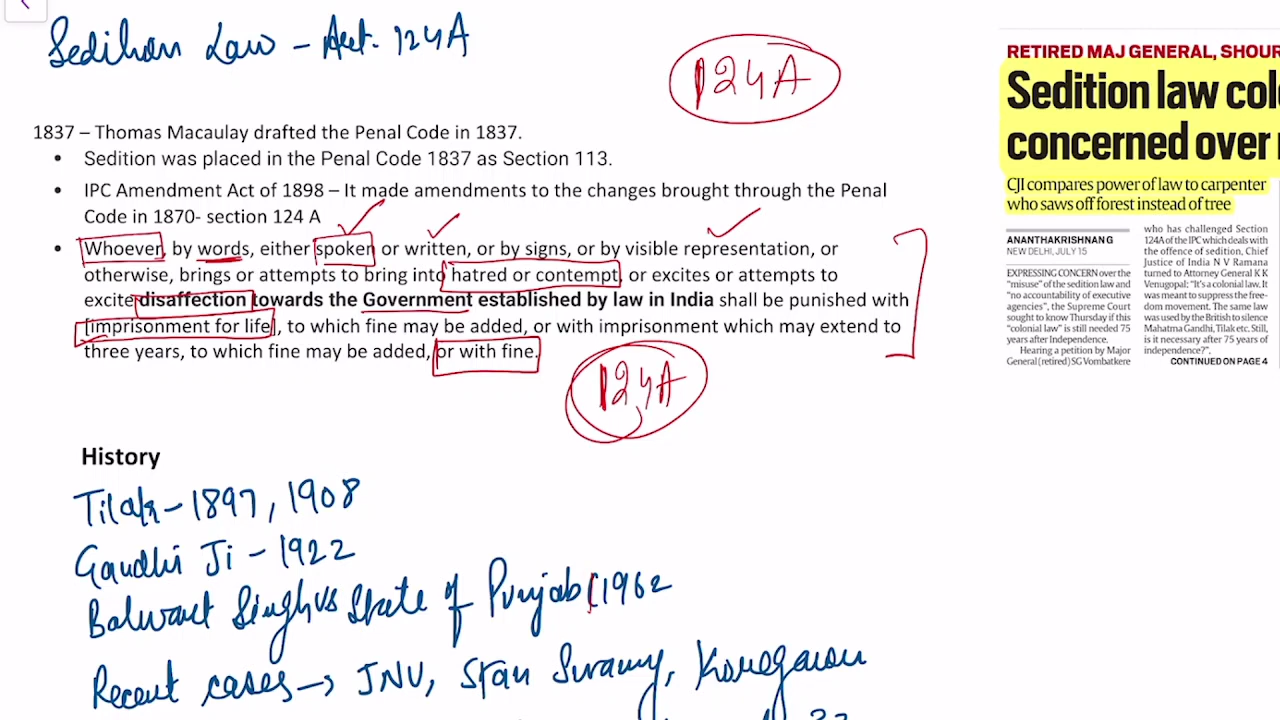 Sedition Law - Art. 124A
124A
1837 – Thomas Macaulay drafted the Penal Code in 1837.
• Sedition was placed in the Penal Code 1837 as Section 113.
• IPC Amendment Act of 1898 – It made amendments to the changes brought through the Penal
Code in 1870- section 124 A
• Whoever, by words, either spoken or written, or by signs, or by visible representation, or
otherwise, brings or attempts to bring into hatred or contempt, or excites or attempts to
excite disaffection towards the Government established by law in India shall be punished with
[imprisonment for life], to which fine may be added, or with imprisonment which may extend to
three years, to which fine may be added, or with fine.
124A
History
Tilak - 1897, 1908
Gandhi Ji - 1922
Balwant Singh vs State of Punjab (1962
Recent cases → JNU, Stan Swamy, Koregaon
RETIRED MAJ GENERAL, SHOUR
Sedition law col
concerned over
CJI compares power of law to carpenter
who saws off forest instead of tree
ANANTHAKRISHNAN G
NEW DELHI, JULY 15
EXPRESSING CONCERN over the
"misuse" of the sedition law and
"no accountability of executive
agencies", the Supreme Court
sought to know Thursday if this
"colonial law" is still needed 75
years after Independence.
Hearing a petition by Major
General (retired) SG Vombatkere
who has challenged Section
124A of the IPC which deals with
the offence of sedition, Chief
Justice of India N V Ramana
turned to Attorney General K K
Venugopal: "It's a colonial law. It
was meant to suppress the free-
dom movement. The same law
was used by the British to silence
Mahatma Gandhi, Tilak etc. Still,
is it necessary after 75 years of
independence?",
CONTINUED ON PAGE 4